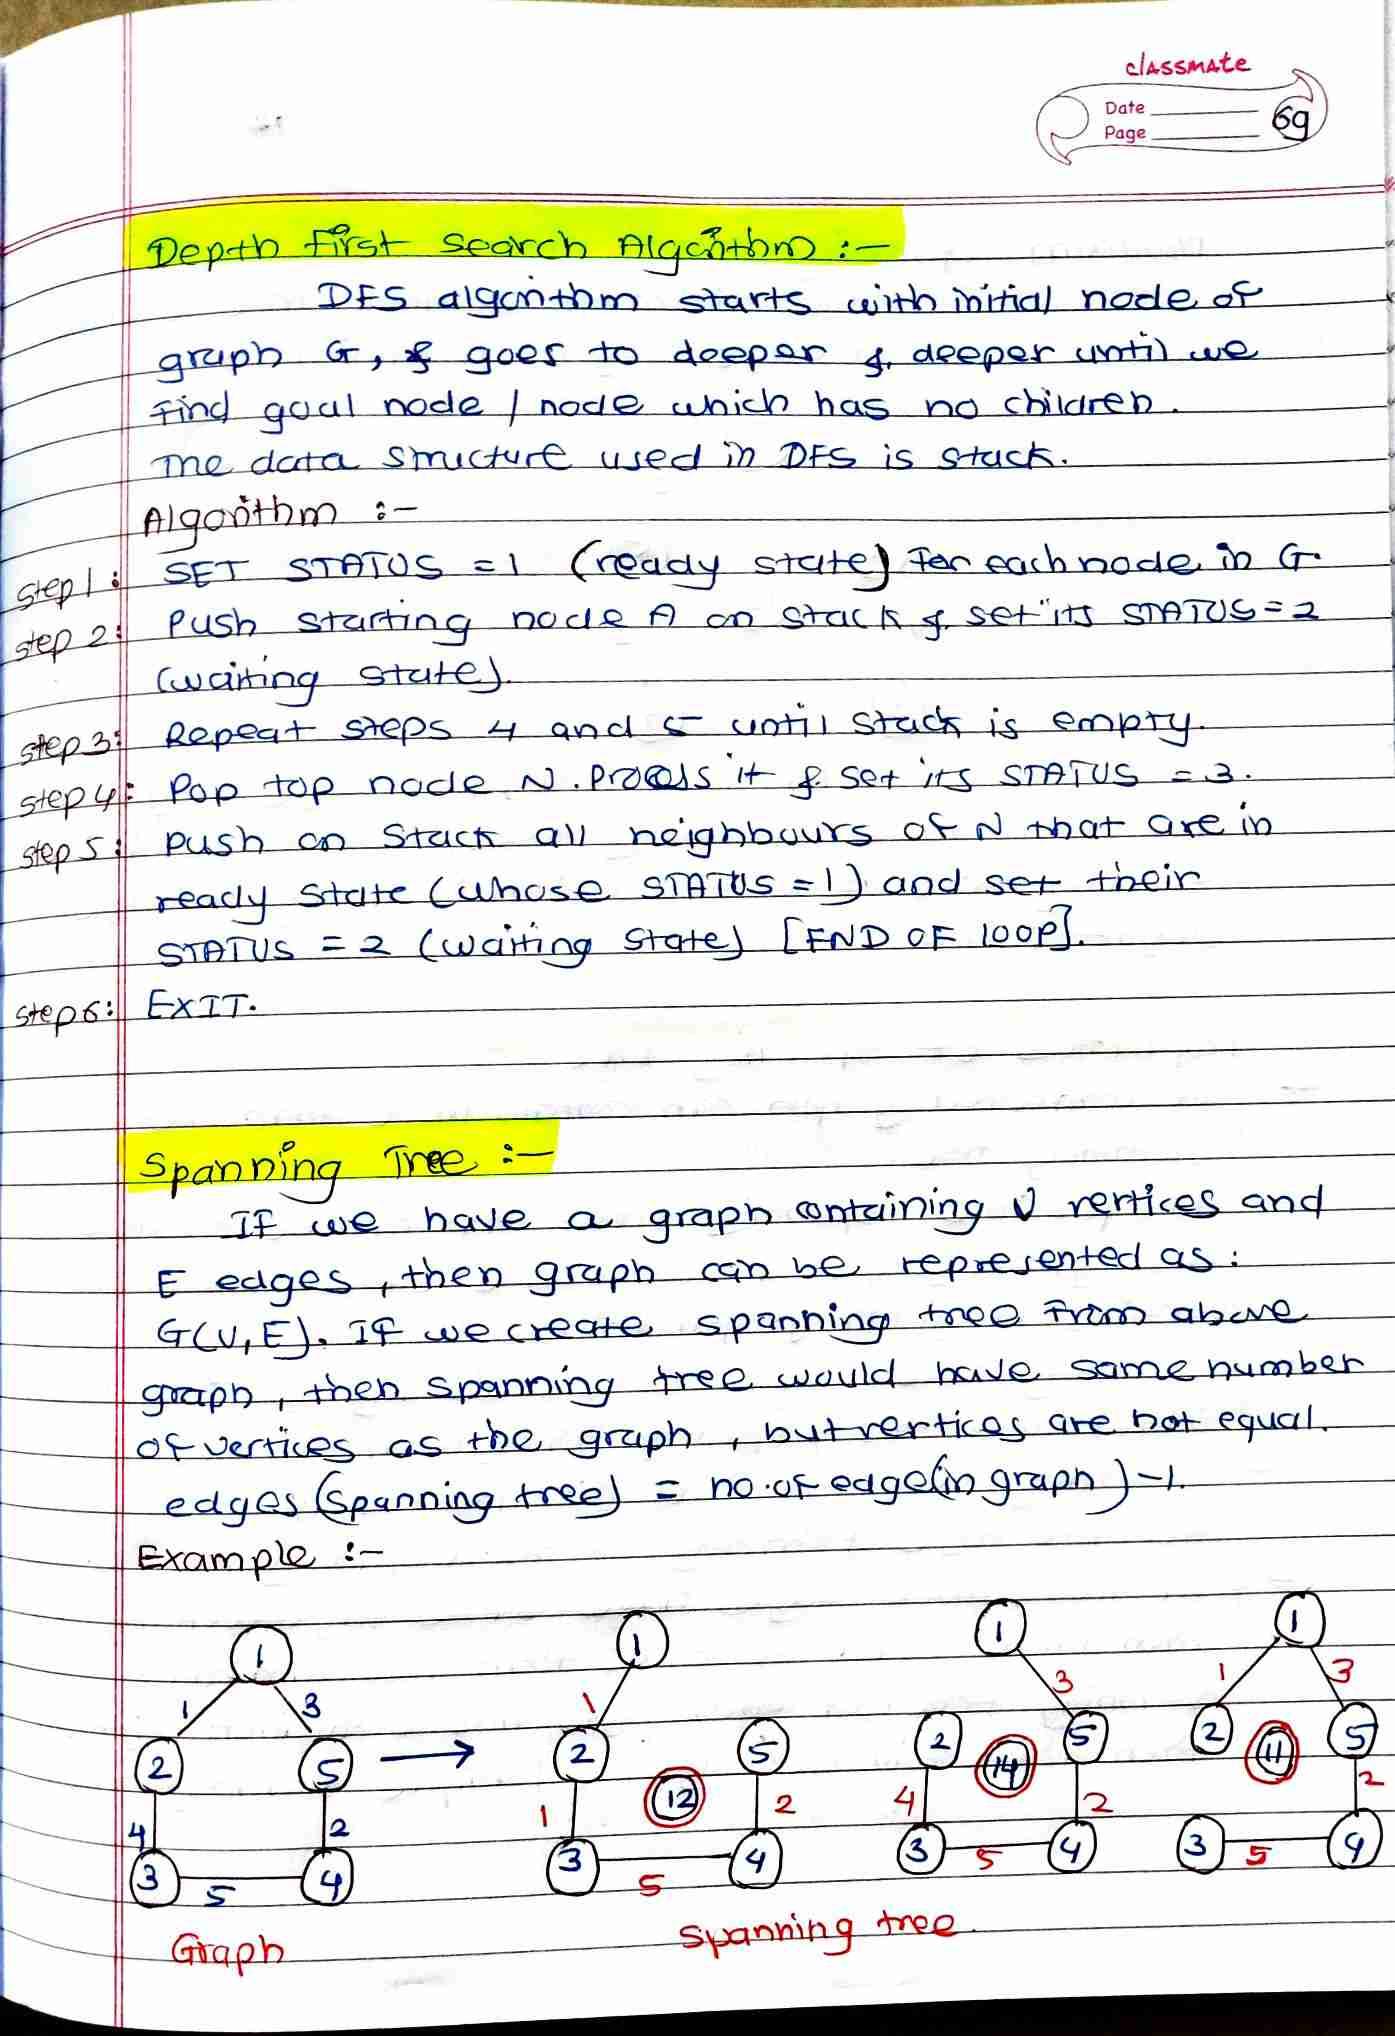 classmate
Date
Page 69
Depth First Search Algorithm :-
DFS algorithm starts with initial node of
graph G, & goes to deeper & deeper until we
find goal node / node which has no children.
The data structure used in DFS is stack.
Algorithm :-
step 1: SET STATUS = 1 (ready state) for each node in G
step 2: Push starting node A on stack & set its STATUS = 2
(waiting state).
step 3: Repeat steps 4 and 5 until stack is empty.
step 4: Pop top node N. Process it & set its STATUS = 3.
step 5: Push on Stack all neighbours of N that are in
ready state (whose STATUS = 1) and set their
STATUS = 2 (waiting state) [END OF LOOP].
step 6: EXIT.
Spanning Tree :-
If we have a graph containing V vertices and
E edges, then graph can be represented as:
G(V,E). If we create spanning tree from above
graph, then spanning tree would have same number
of vertices as the graph, but vertices are not equal.
edges (spanning tree) = no. of edge (in graph) -1.
Example :-
1 1 1 1
1 3 1 3 1 3
2 5 2 5 2 5 2 5
12 14 11
4 2 1 2 4 2 2
3 4 3 4 3 4 3 4
5 5 5 5
Graph Spanning tree.